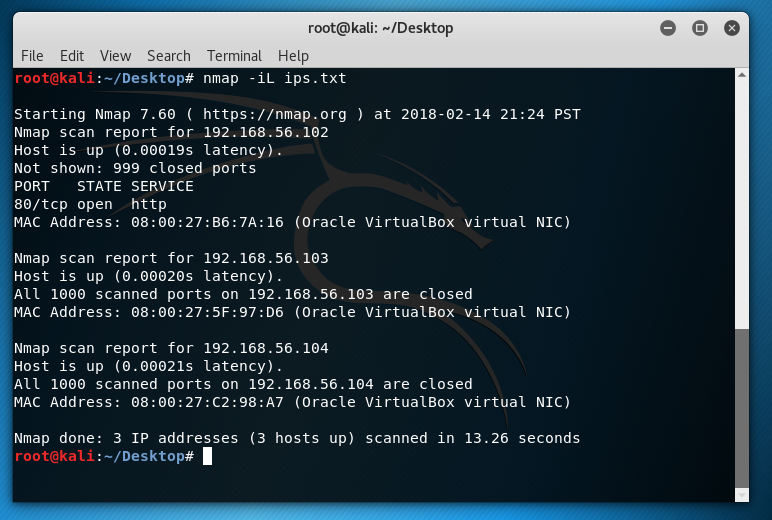 root@kali: ~/Desktop
File Edit View Search Terminal Help
root@kali:~/Desktop# nmap -iL ips.txt
Starting Nmap 7.60 ( https://nmap.org ) at 2018-02-14 21:24 PST
Nmap scan report for 192.168.56.102
Host is up (0.00019s latency).
Not shown: 999 closed ports
PORT   STATE SERVICE
80/tcp open  http
MAC Address: 08:00:27:B6:7A:16 (Oracle VirtualBox virtual NIC)
Nmap scan report for 192.168.56.103
Host is up (0.00020s latency).
All 1000 scanned ports on 192.168.56.103 are closed
MAC Address: 08:00:27:5F:97:D6 (Oracle VirtualBox virtual NIC)
Nmap scan report for 192.168.56.104
Host is up (0.00021s latency).
All 1000 scanned ports on 192.168.56.104 are closed
MAC Address: 08:00:27:C2:98:A7 (Oracle VirtualBox virtual NIC)
Nmap done: 3 IP addresses (3 hosts up) scanned in 13.26 seconds
root@kali:~/Desktop#